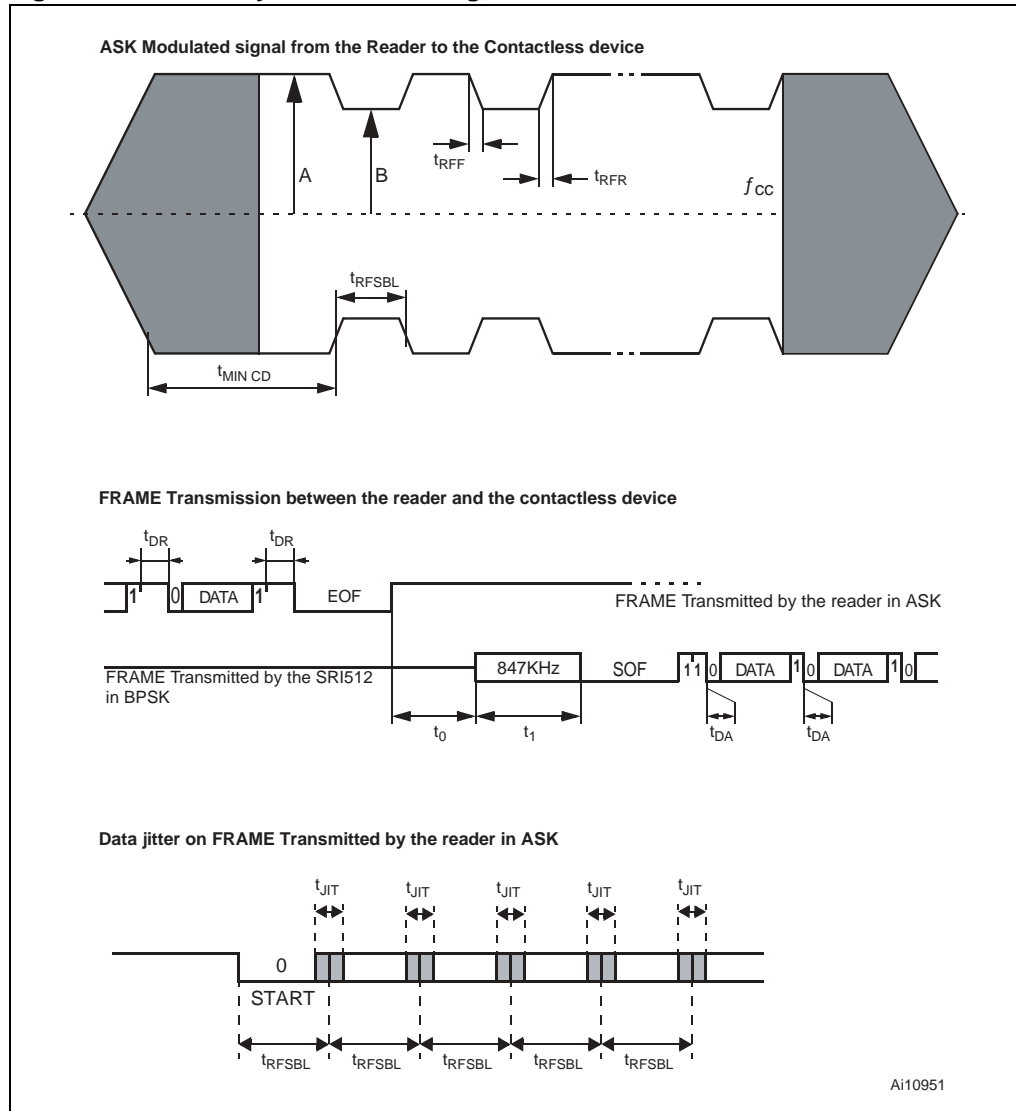 ASK Modulated signal from the Reader to the Contactless device
A
B
tRFF
tRFR
ƒcc
tRFSBL
tMIN CD
FRAME Transmission between the reader and the contactless device
tDR
tDR
1
0
DATA
1
EOF
FRAME Transmitted by the reader in ASK
847KHz
SOF
1 1
0
DATA
1
0
DATA
1
0
FRAME Transmitted by the SRI512
in BPSK
t0
t1
tDA
tDA
Data jitter on FRAME Transmitted by the reader in ASK
tJIT
tJIT
tJIT
tJIT
tJIT
0
START
tRFSBL
tRFSBL
tRFSBL
tRFSBL
tRFSBL
Ai10951